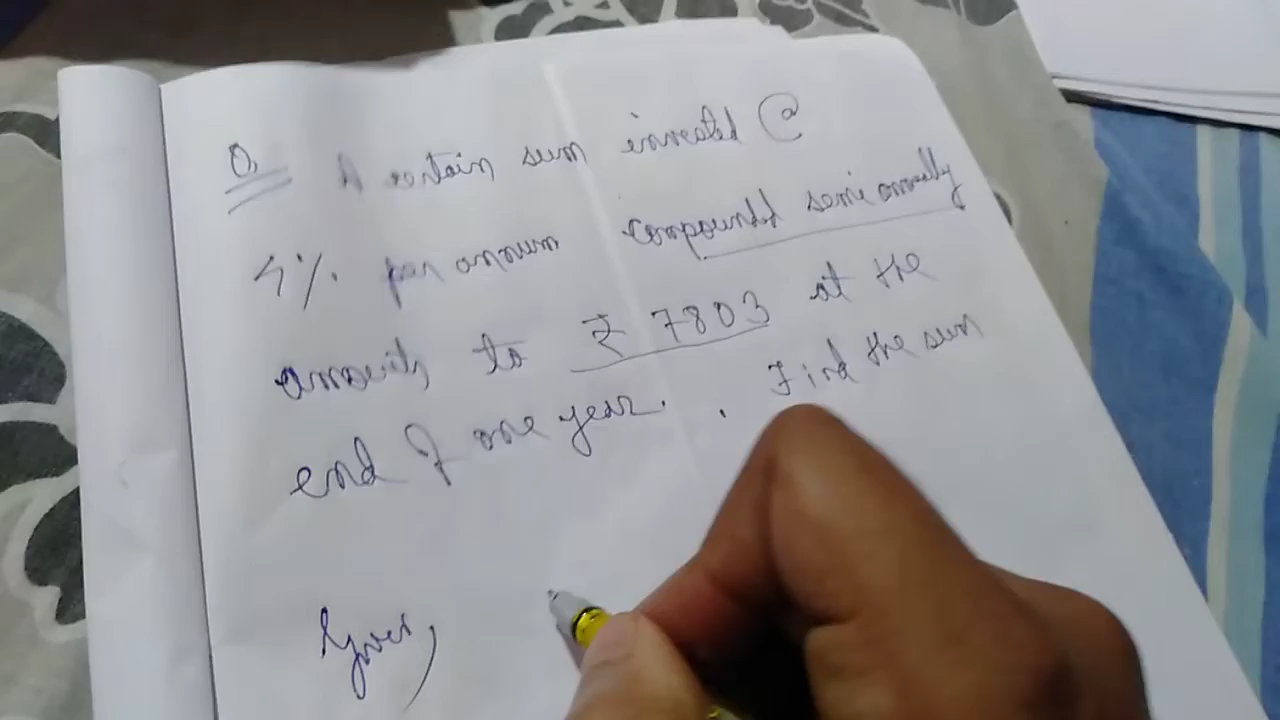 Q A certain sum invested @
4% per annum compounded semi annually
amounts to ₹ 7803 at the
end of one year. Find the sum
Given,